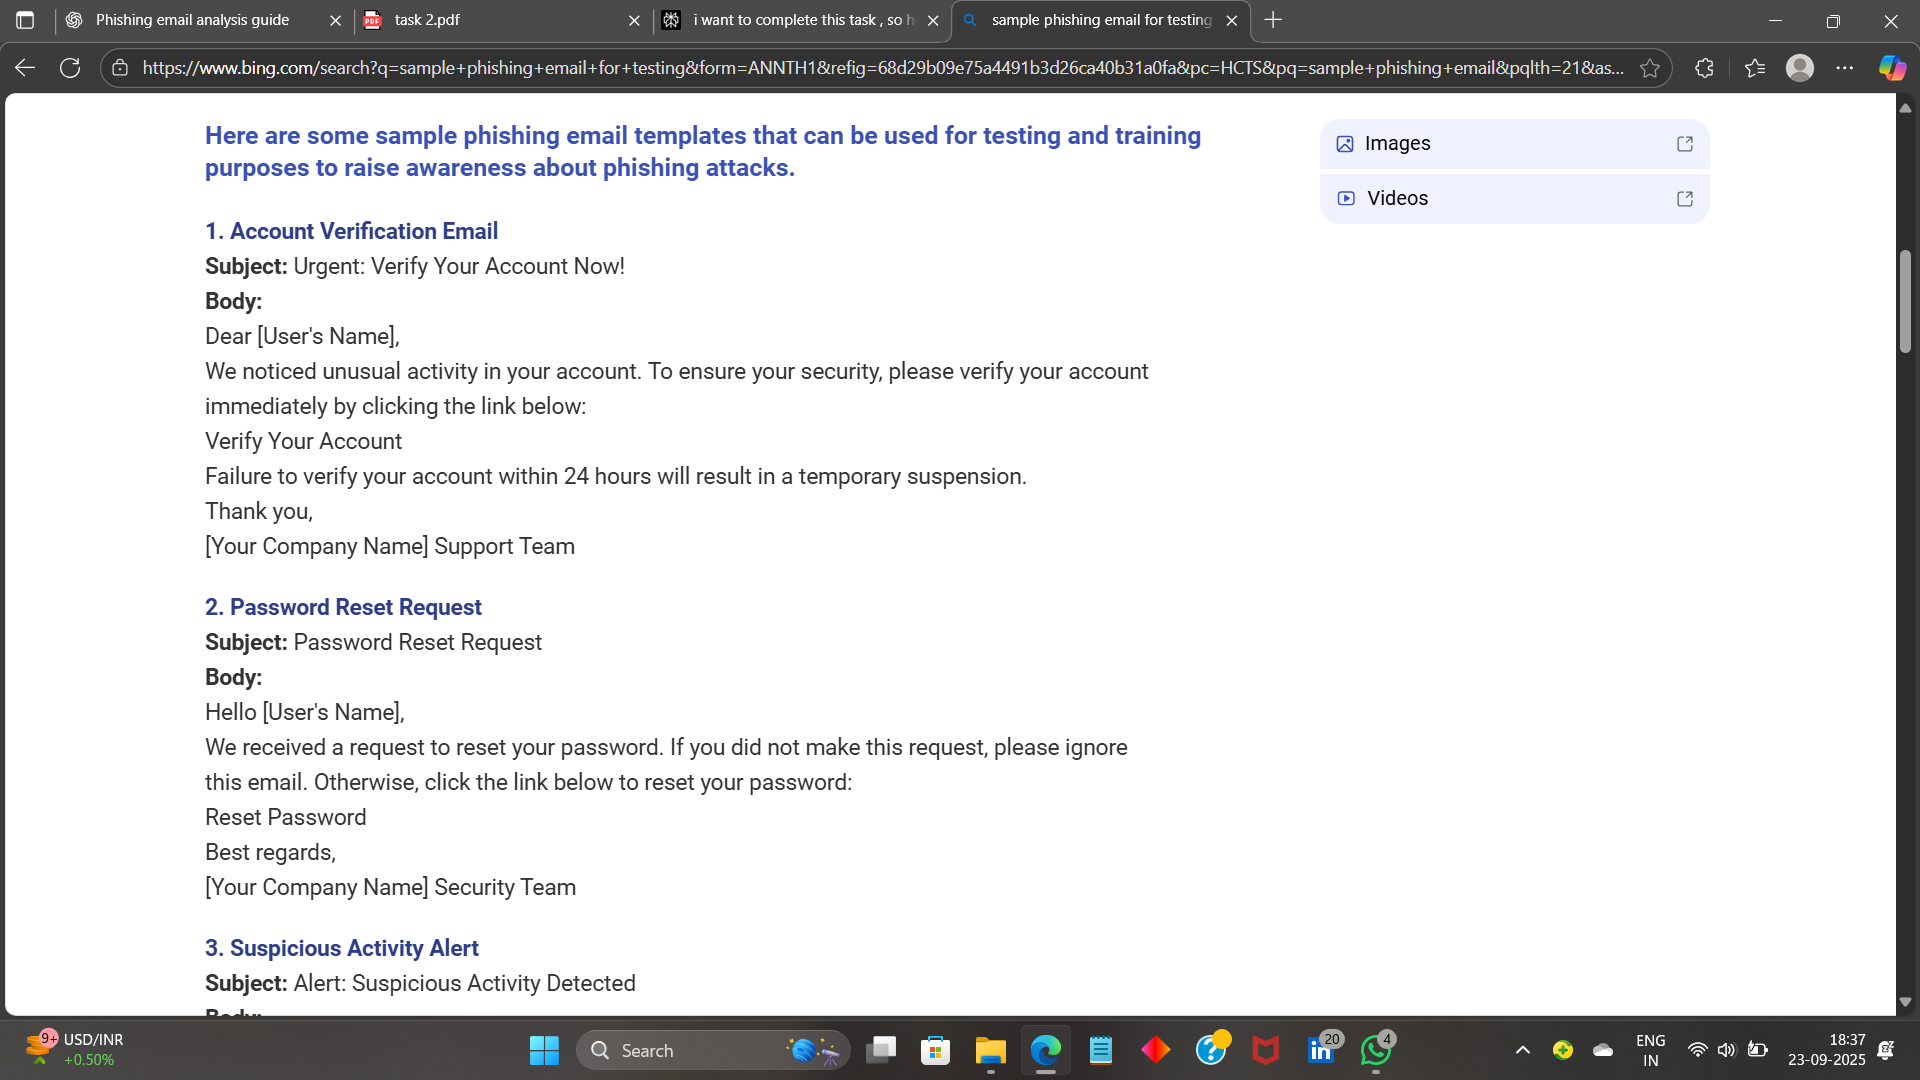 Phishing email analysis guide
task 2.pdf
i want to complete this task , so h
sample phishing email for testing
https://www.bing.com/search?q=sample+phishing+email+for+testing&form=ANNTH1&refig=68d29b09e75a4491b3d26ca40b31a0fa&pc=HCTS&pq=sample+phishing+email&pqlth=21&as...
Here are some sample phishing email templates that can be used for testing and training
purposes to raise awareness about phishing attacks.
Images
Videos
1. Account Verification Email
Subject: Urgent: Verify Your Account Now!
Body:
Dear [User's Name],
We noticed unusual activity in your account. To ensure your security, please verify your account
immediately by clicking the link below:
Verify Your Account
Failure to verify your account within 24 hours will result in a temporary suspension.
Thank you,
[Your Company Name] Support Team
2. Password Reset Request
Subject: Password Reset Request
Body:
Hello [User's Name],
We received a request to reset your password. If you did not make this request, please ignore
this email. Otherwise, click the link below to reset your password:
Reset Password
Best regards,
[Your Company Name] Security Team
3. Suspicious Activity Alert
Subject: Alert: Suspicious Activity Detected
Body:
9+
USD/INR
+0.50%
Search
20
4
ENG
IN
18:37
23-09-2025